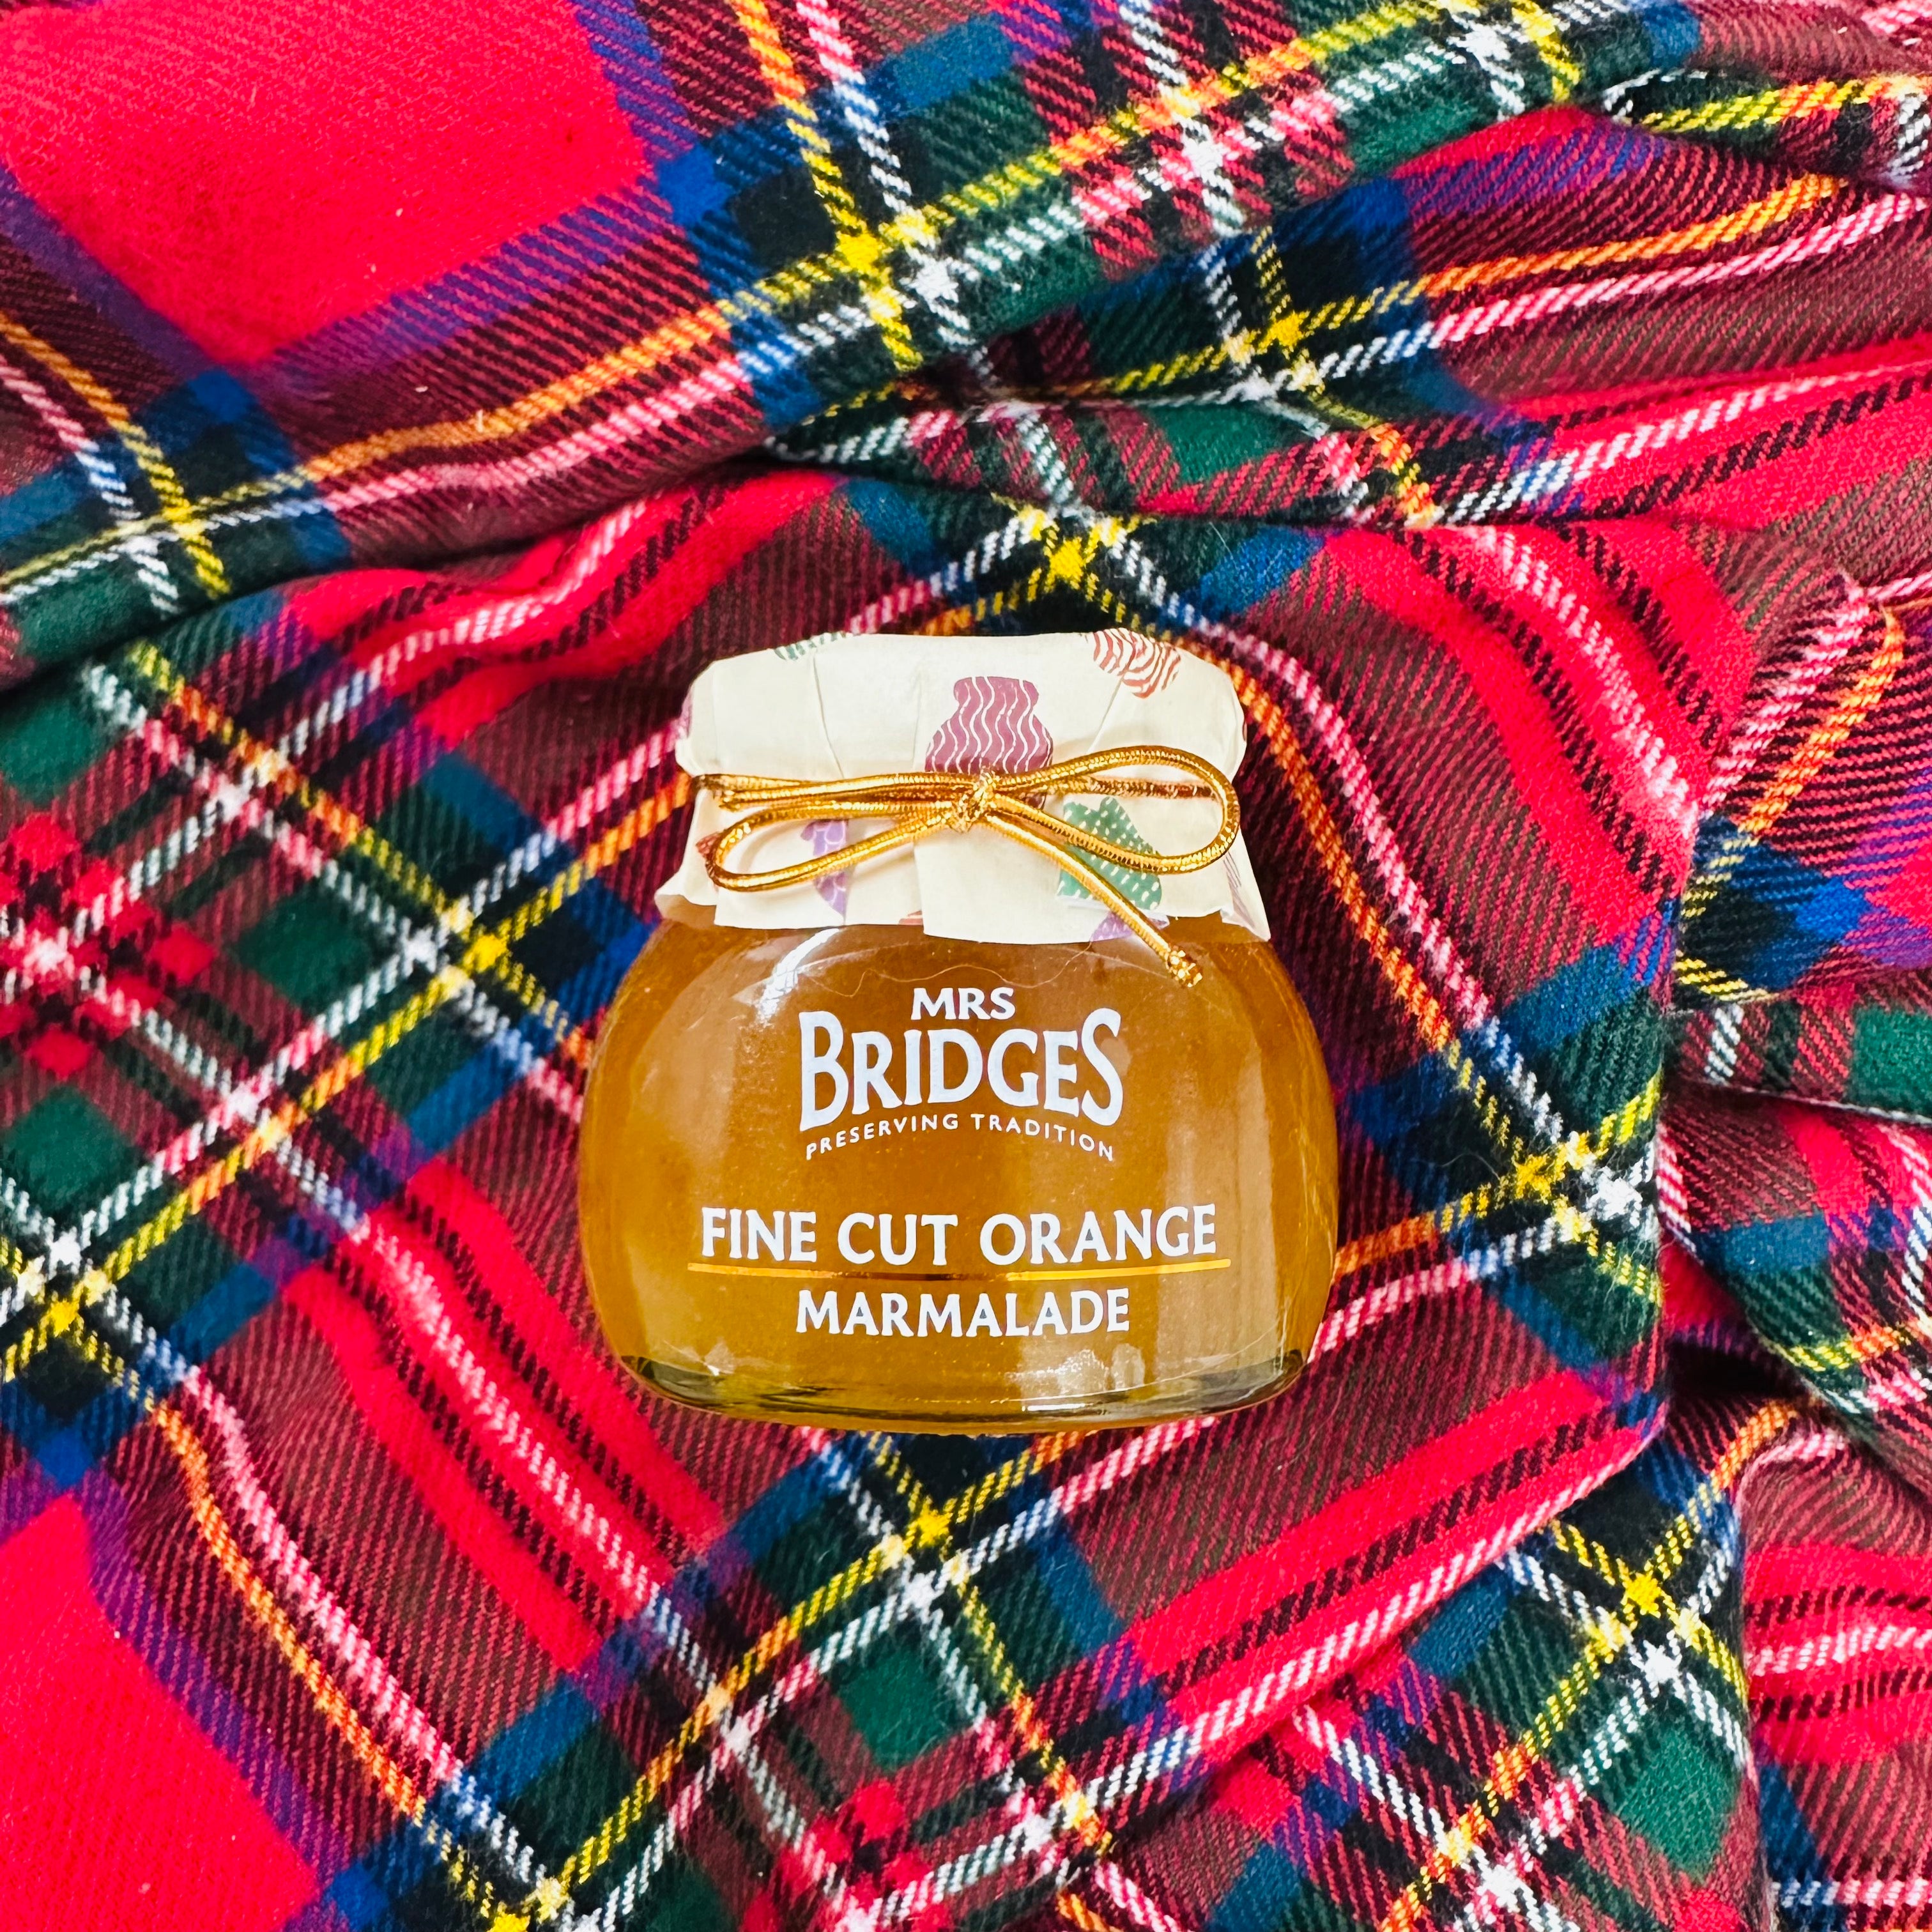 MRS
BRIDGES
PRESERVING TRADITION
FINE CUT ORANGE
MARMALADE